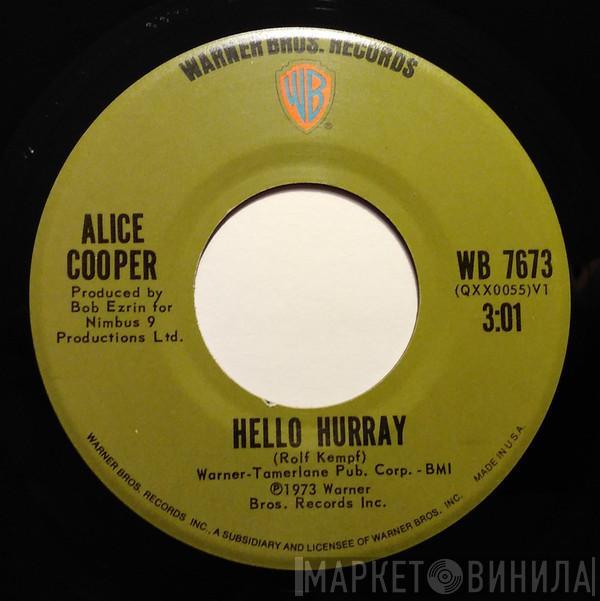 WARNER BROS. RECORDS
WB
®
ALICE
COOPER
Produced by
Bob Ezrin for
Nimbus 9
Productions Ltd.
WB 7673
(QXX0055)V1
3:01
HELLO HURRAY
(Rolf Kempf)
Warner-Tamerlane Pub. Corp. - BMI
℗1973 Warner
Bros. Records Inc.
WARNER BROS. RECORDS INC., A SUBSIDIARY AND LICENSEE OF WARNER BROS. INC.
MADE IN U.S.A.
МАРКЕТ ВИНИЛА